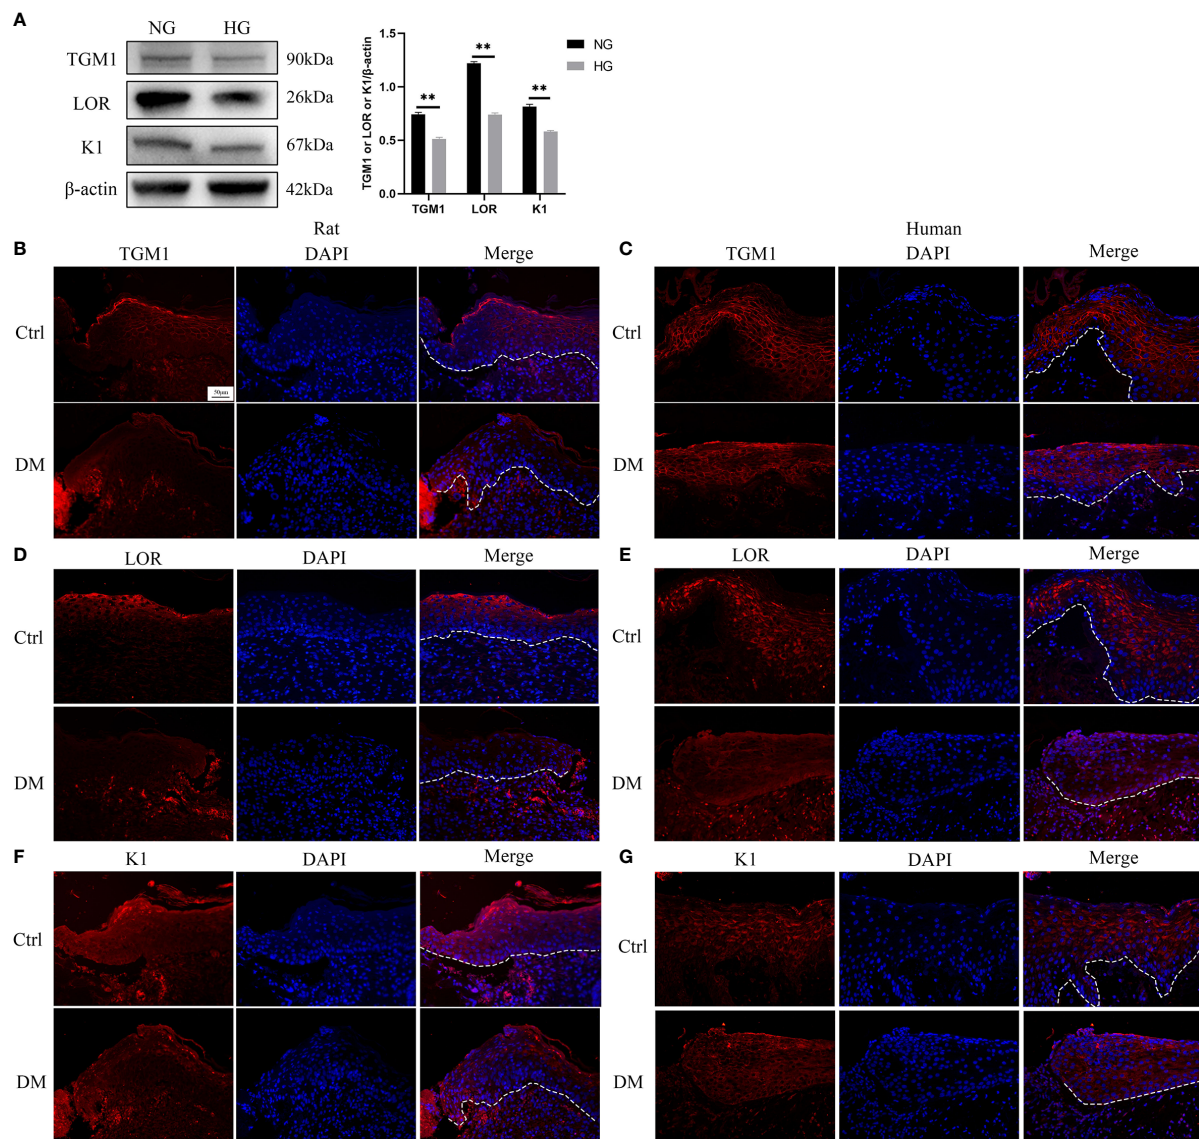 A
NG HG
TGM1 90kDa
LOR 26kDa
K1 67kDa
β-actin 42kDa
TGM1 or LOR or K1/β-actin
1.5
1.0
0.5
0.0
** ** **
TGM1 LOR K1
NG
HG
Rat
B
TGM1 DAPI Merge
Ctrl
50μm
DM
Human
C
TGM1 DAPI Merge
Ctrl
DM
D
LOR DAPI Merge
Ctrl
DM
E
LOR DAPI Merge
Ctrl
DM
F
K1 DAPI Merge
Ctrl
DM
G
K1 DAPI Merge
Ctrl
DM